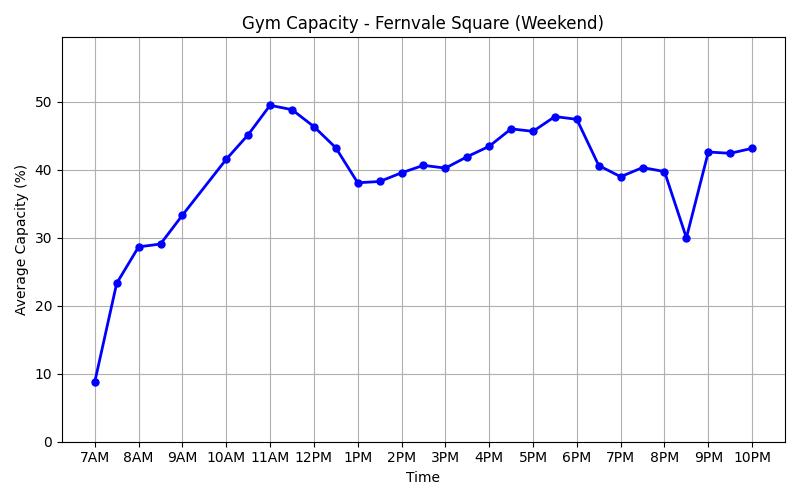 Gym Capacity - Fernvale Square (Weekend)
Average Capacity (%)
50
40
30
20
10
0
7AM 8AM 9AM 10AM 11AM 12PM 1PM 2PM 3PM 4PM 5PM 6PM 7PM 8PM 9PM 10PM
Time